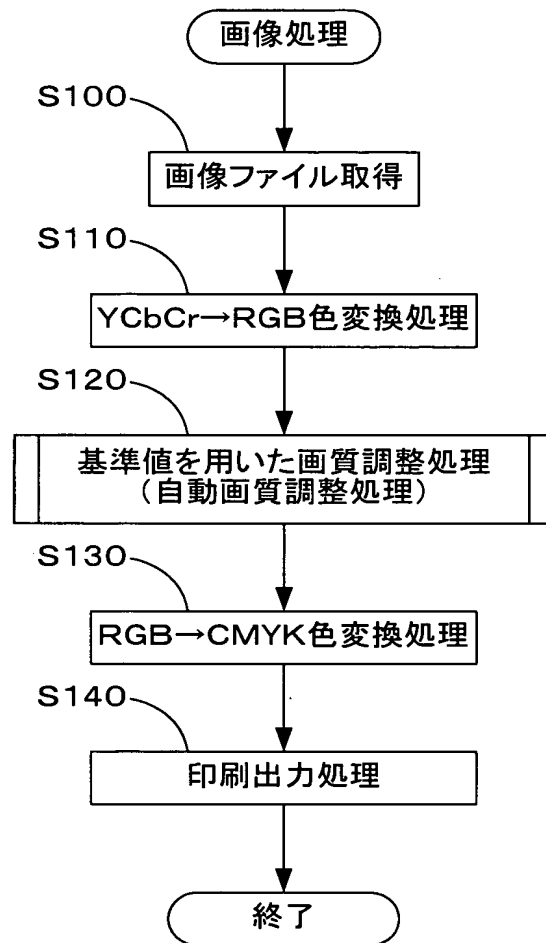 画像処理
S100
画像ファイル取得
S110
YCbCr→RGB色変換処理
S120
基準値を用いた画質調整処理
（自動画質調整処理）
S130
RGB→CMYK色変換処理
S140
印刷出力処理
終了